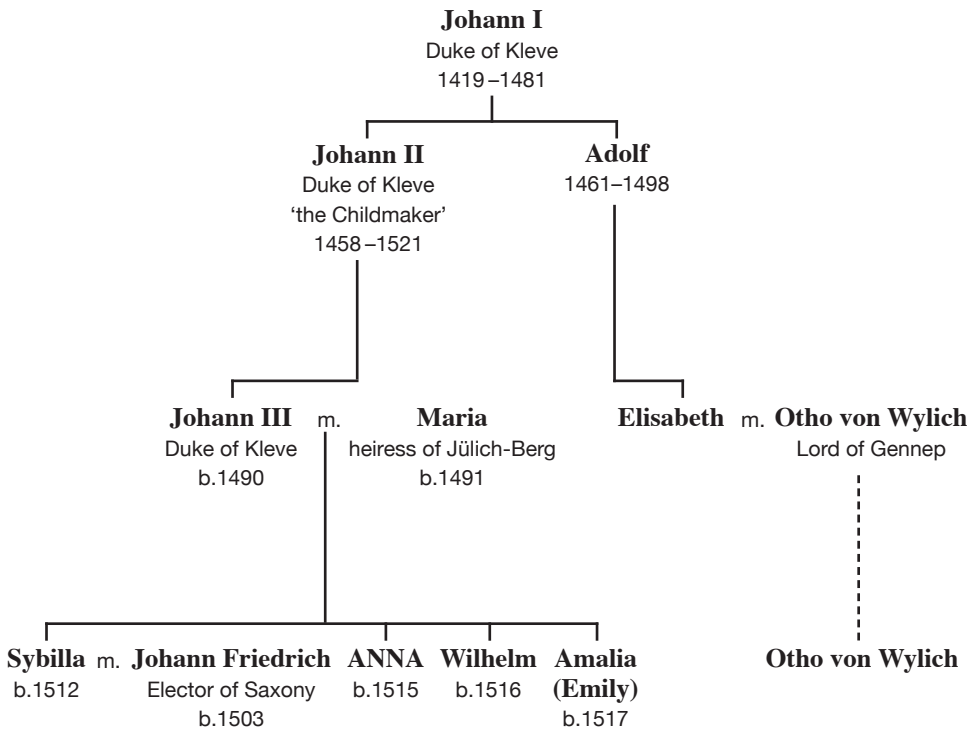 Johann I
Duke of Kleve
1419–1481
Johann II Adolf
Duke of Kleve 1461–1498
‘the Childmaker’
1458–1521
Johann III m. Maria Elisabeth m. Otho von Wylich
Duke of Kleve heiress of Jülich-Berg Lord of Gennep
b.1490 b.1491
Sybilla m. Johann Friedrich ANNA Wilhelm Amalia Otho von Wylich
b.1512 Elector of Saxony b.1515 b.1516 (Emily)
b.1503 b.1517